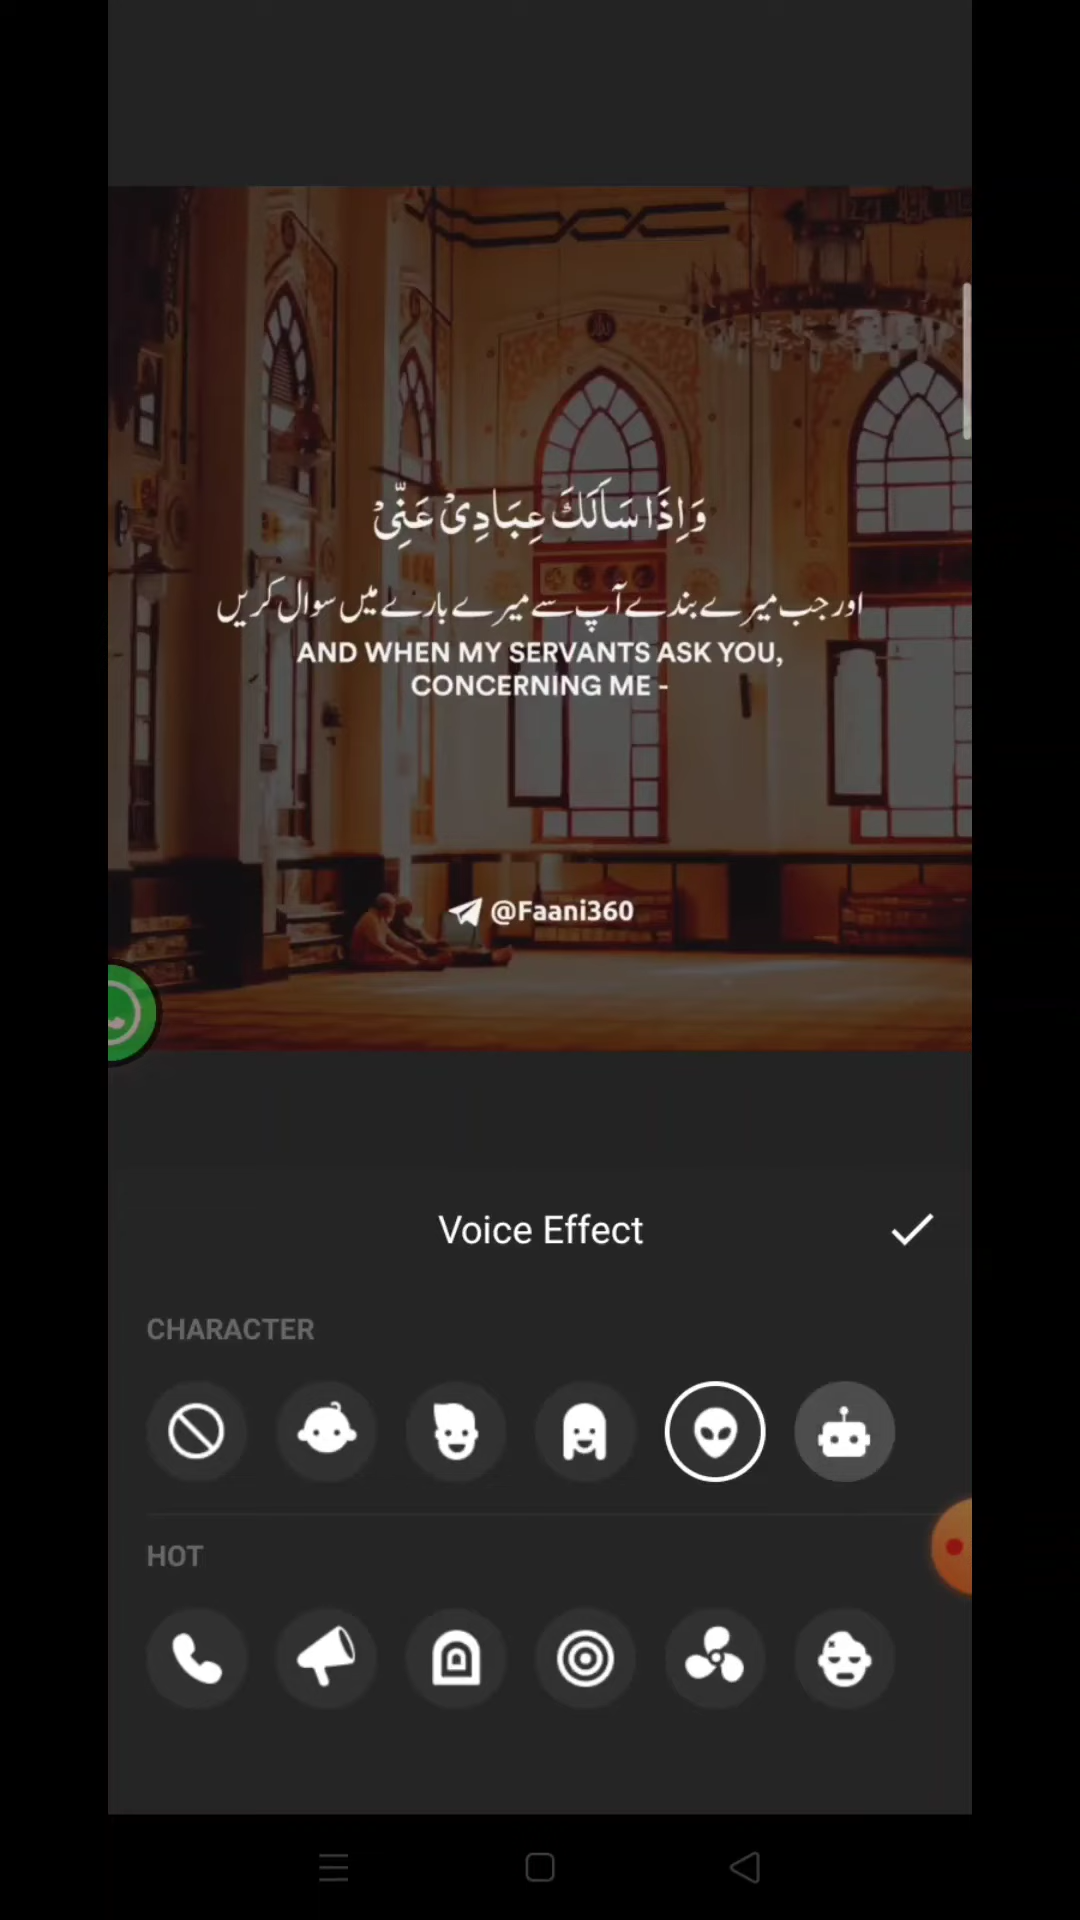 وَاِذَا سَاَلَكَ عِبَادِىْ عَنِّىْ
اور جب میرے بندے آپ سے میرے بارے میں سوال کریں
AND WHEN MY SERVANTS ASK YOU,
CONCERNING ME -
@Faani360
Voice Effect
CHARACTER
HOT